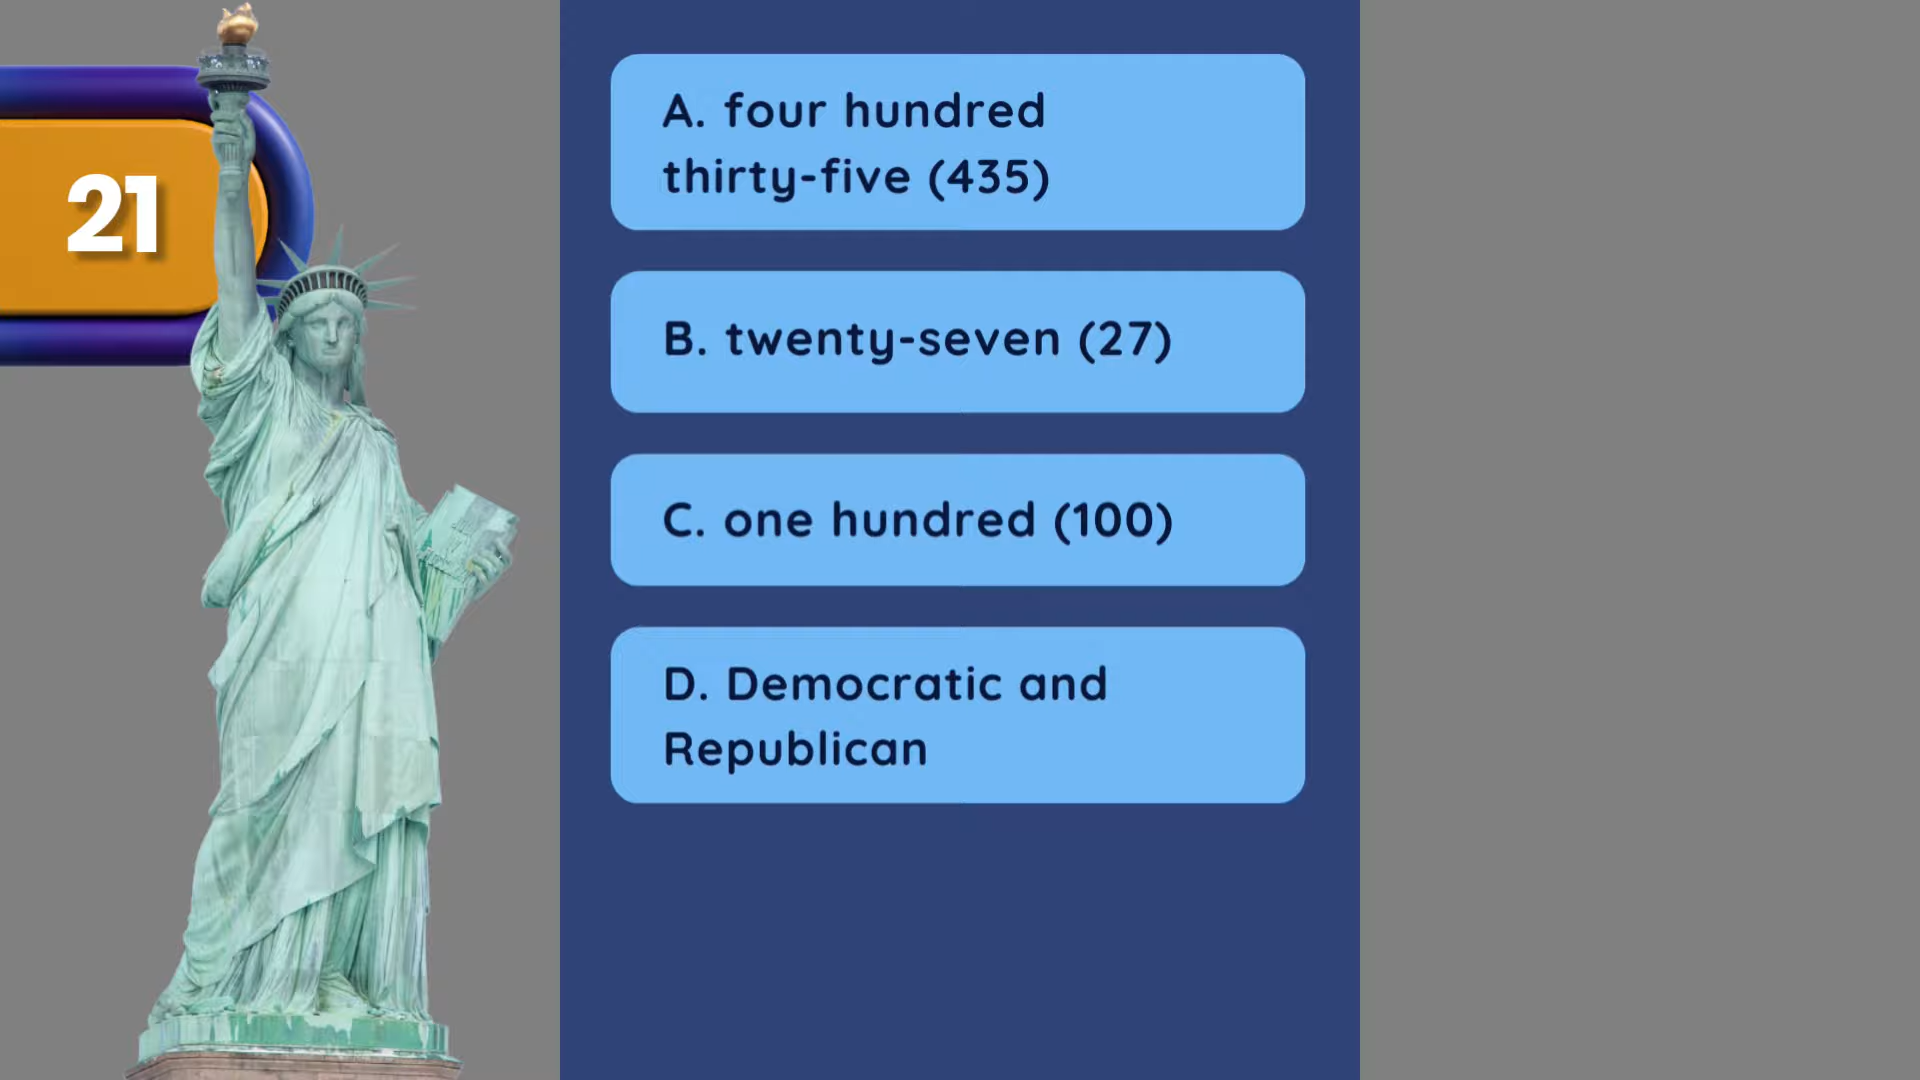 21
A. four hundred
thirty-five (435)
B. twenty-seven (27)
C. one hundred (100)
D. Democratic and
Republican